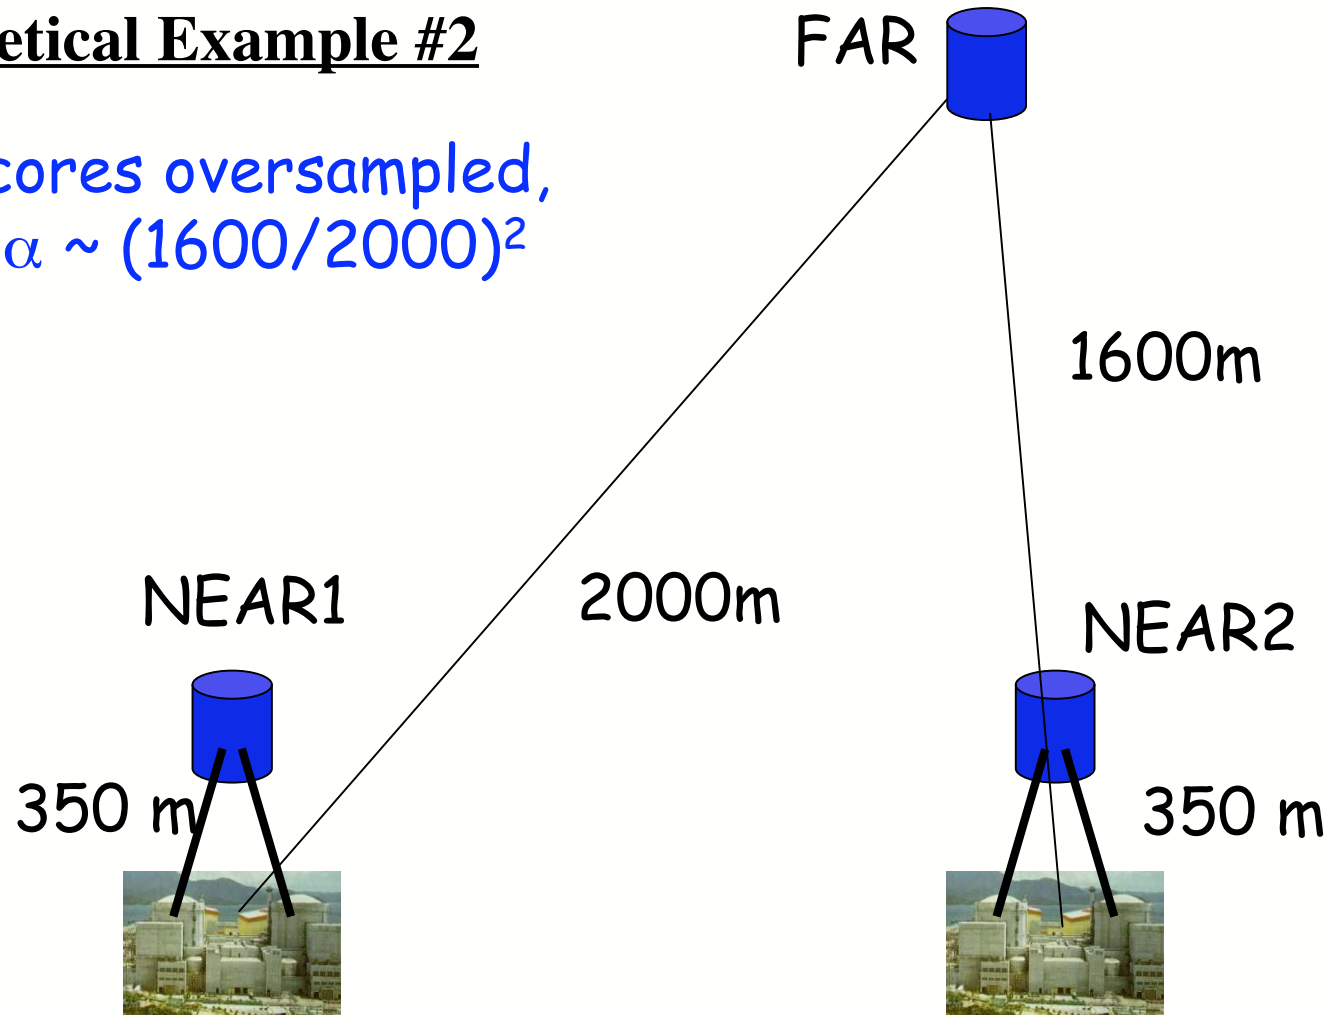 etical Example #2
FAR
cores oversampled,
α ~ (1600/2000)²
1600m
NEAR1
2000m
NEAR2
350 m
350 m